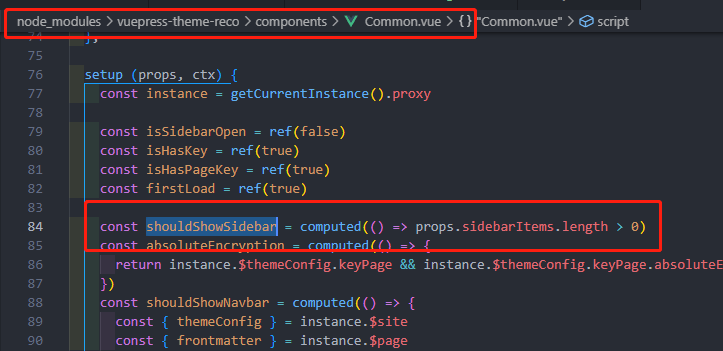 node_modules > vuepress-theme-reco > components > Common.vue > {} "Common.vue" > script
74 },
75
76 setup (props, ctx) {
77 const instance = getCurrentInstance().proxy
78
79 const isSidebarOpen = ref(false)
80 const isHasKey = ref(true)
81 const isHasPageKey = ref(true)
82 const firstLoad = ref(true)
83
84 const shouldShowSidebar = computed(() => props.sidebarItems.length > 0)
85 const absoluteEncryption = computed(() => {
86 return instance.$themeConfig.keyPage && instance.$themeConfig.keyPage.absoluteE
87 })
88 const shouldShowNavbar = computed(() => {
89 const { themeConfig } = instance.$site
90 const { frontmatter } = instance.$page